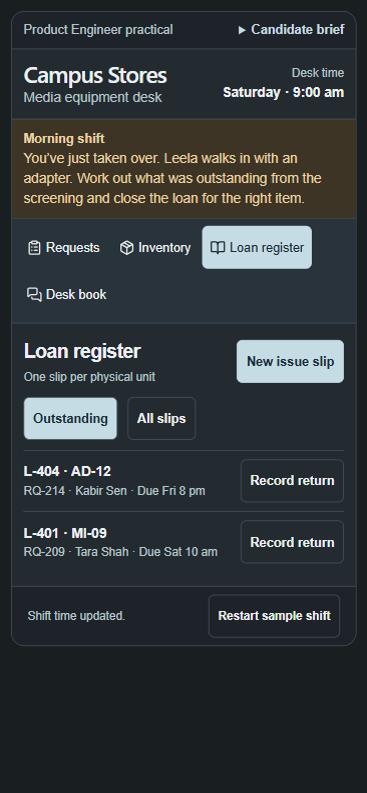 Product Engineer practical
▶ Candidate brief
Campus Stores
Media equipment desk
Desk time
Saturday · 9:00 am
Morning shift
You've just taken over. Leela walks in with an
adapter. Work out what was outstanding from the
screening and close the loan for the right item.
Requests
Inventory
Loan register
Desk book
Loan register
One slip per physical unit
New issue slip
Outstanding
All slips
L-404 · AD-12
RQ-214 · Kabir Sen · Due Fri 8 pm
Record return
L-401 · MI-09
RQ-209 · Tara Shah · Due Sat 10 am
Record return
Shift time updated.
Restart sample shift